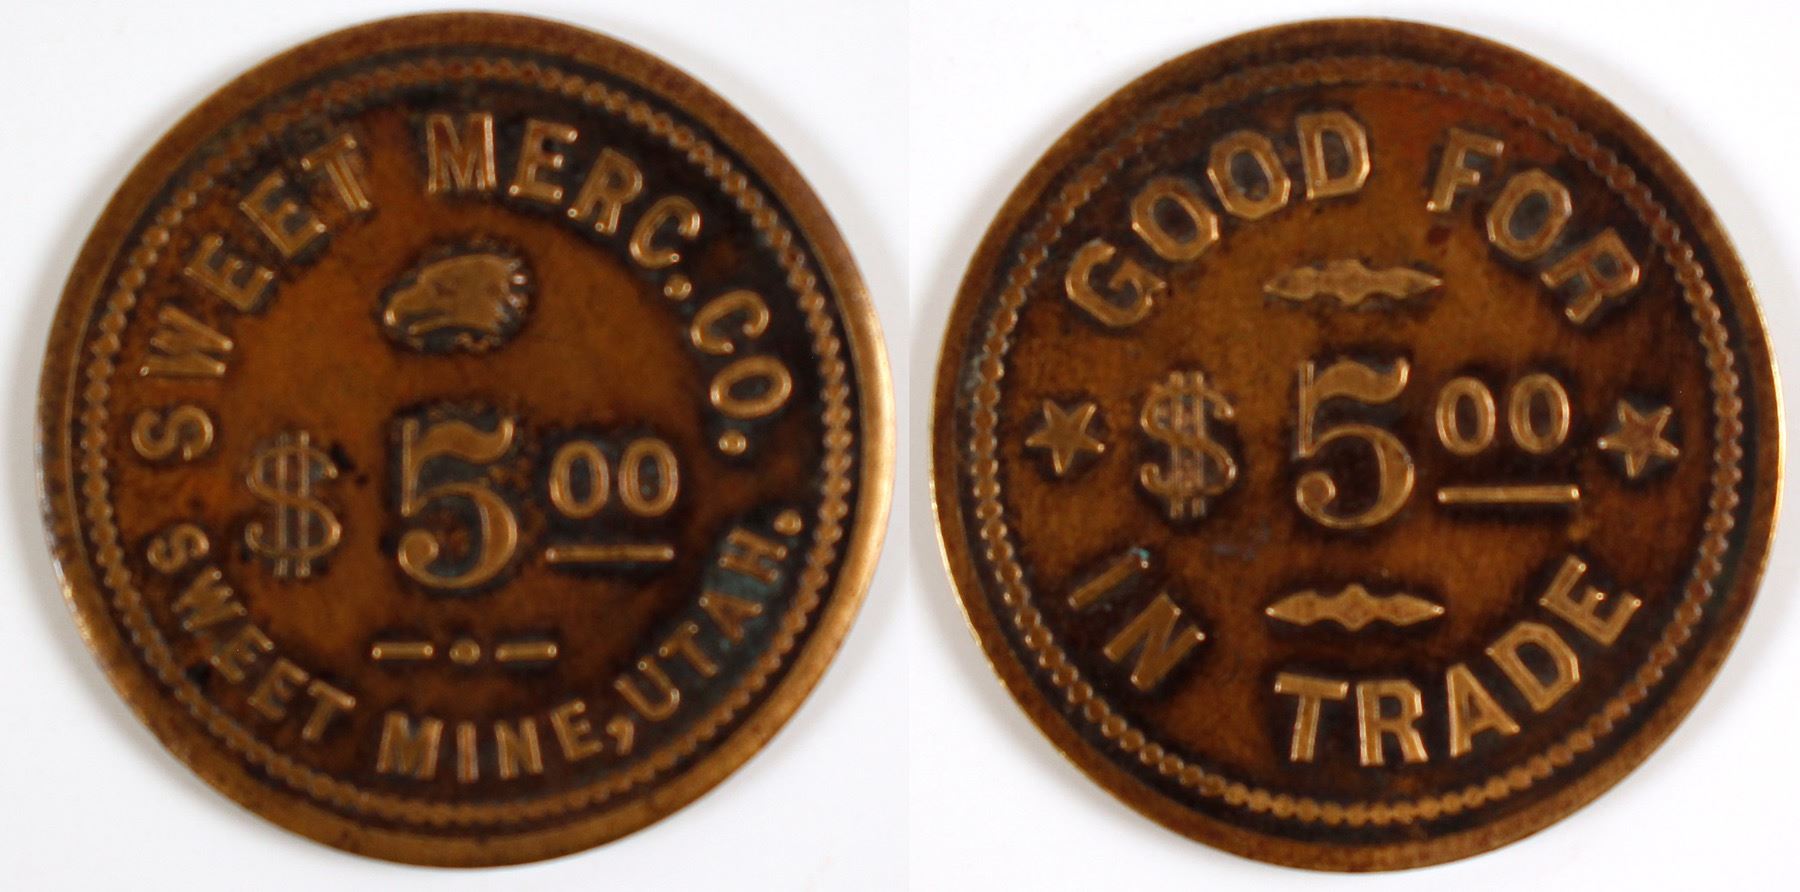 SWEET MERC. CO.
$ 5 00
SWEET MINE, UTAH.
GOOD FOR
$ 5 00
IN TRADE